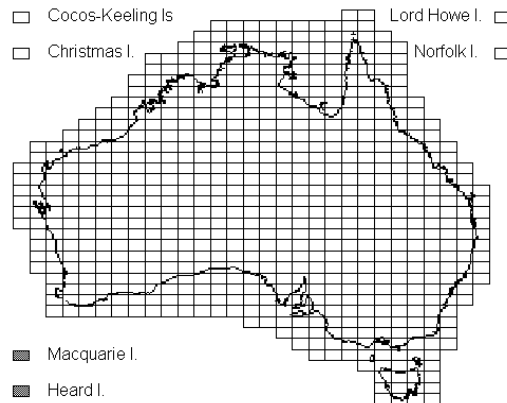 Cocos-Keeling Is
Lord Howe I.
Christmas I.
Norfolk I.
Macquarie I.
Heard I.